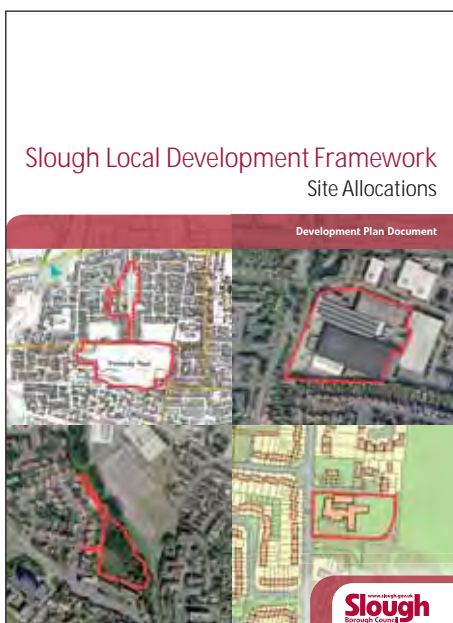 Slough Local Development Framework
Site Allocations
Development Plan Document
www.slough.gov.uk
Slough
Borough Council